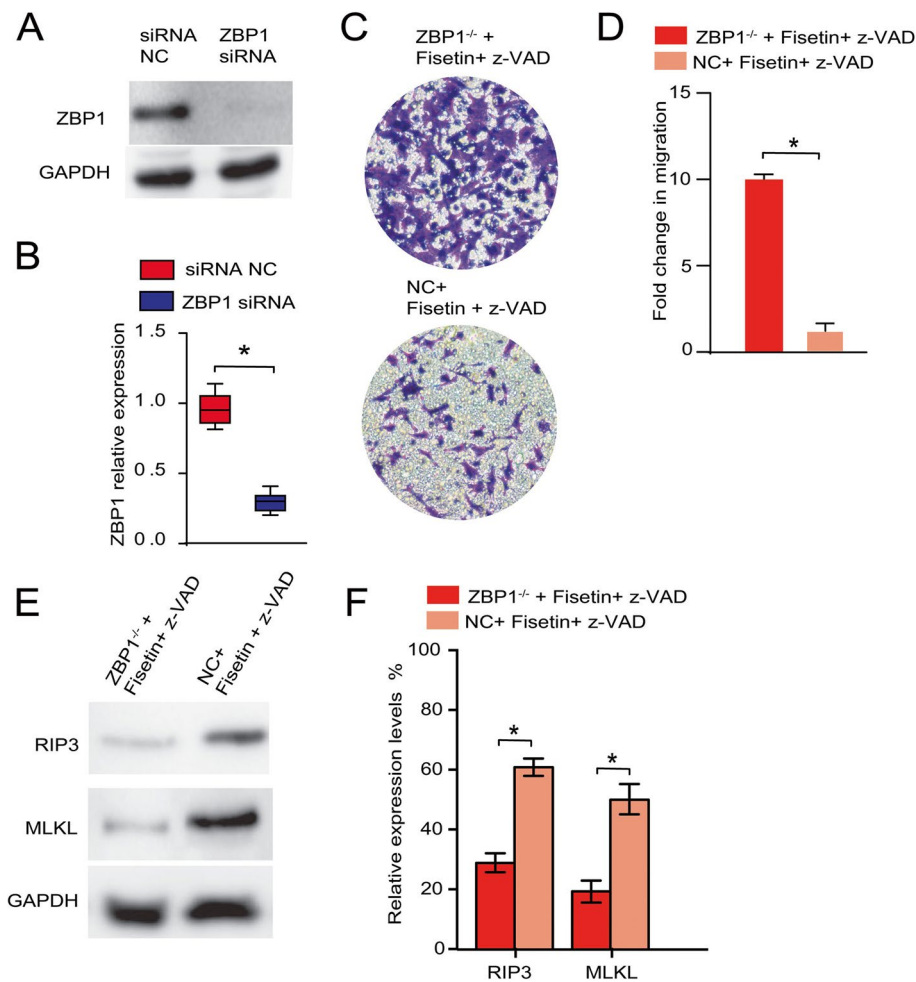 A
siRNA NC
ZBP1 siRNA
ZBP1
GAPDH
B
siRNA NC
ZBP1 siRNA
ZBP1 relative expression
1.5
1.0
0.5
0.0
*
C
ZBP1-/- +
Fisetin+ z-VAD
NC+
Fisetin + z-VAD
D
ZBP1-/- + Fisetin+ z-VAD
NC+ Fisetin+ z-VAD
Fold change in migration
15
10
5
0
*
E
ZBP1-/- +
Fisetin+ z-VAD
NC+
Fisetin + z-VAD
RIP3
MLKL
GAPDH
F
ZBP1-/- + Fisetin+ z-VAD
NC+ Fisetin+ z-VAD
Relative expression levels %
100
80
60
40
20
0
*
*
RIP3
MLKL